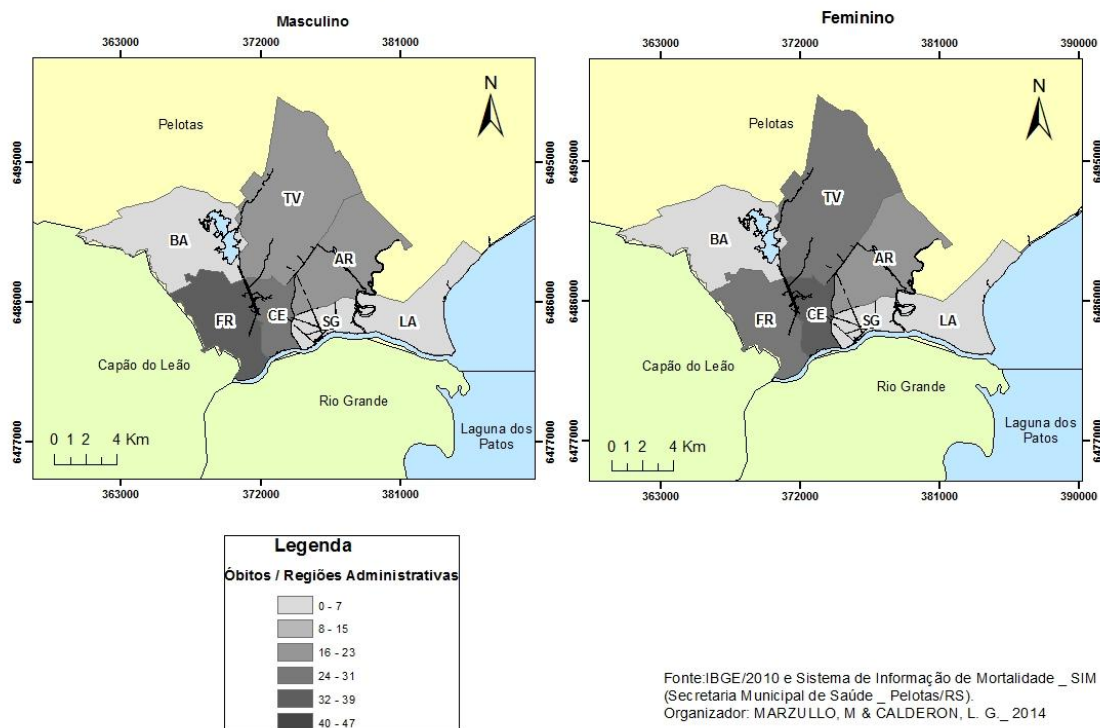 Masculino
363000 372000 381000
N
Pelotas
6495000
6495000
TV
BA
AR
6486000
6486000
FR
CE
SG
LA
Capão do Leão
Rio Grande
0 1 2 4 Km
Laguna dos
Patos
6477000
6477000
363000 372000 381000
Feminino
363000 372000 381000 390000
N
Pelotas
6495000
TV
BA
AR
6486000
FR
CE
SG
LA
Capão do Leão
Rio Grande
0 1 2 4 Km
Laguna dos
Patos
6477000
363000 372000 381000 390000
Legenda
Óbitos / Regiões Administrativas
0 - 7
8 - 15
16 - 23
24 - 31
32 - 39
40 - 47
Fonte:IBGE/2010 e Sistema de Informação de Mortalidade _ SIM
(Secretaria Municipal de Saúde _ Pelotas/RS).
Organizador: MARZULLO, M & CALDERON, L. G._ 2014